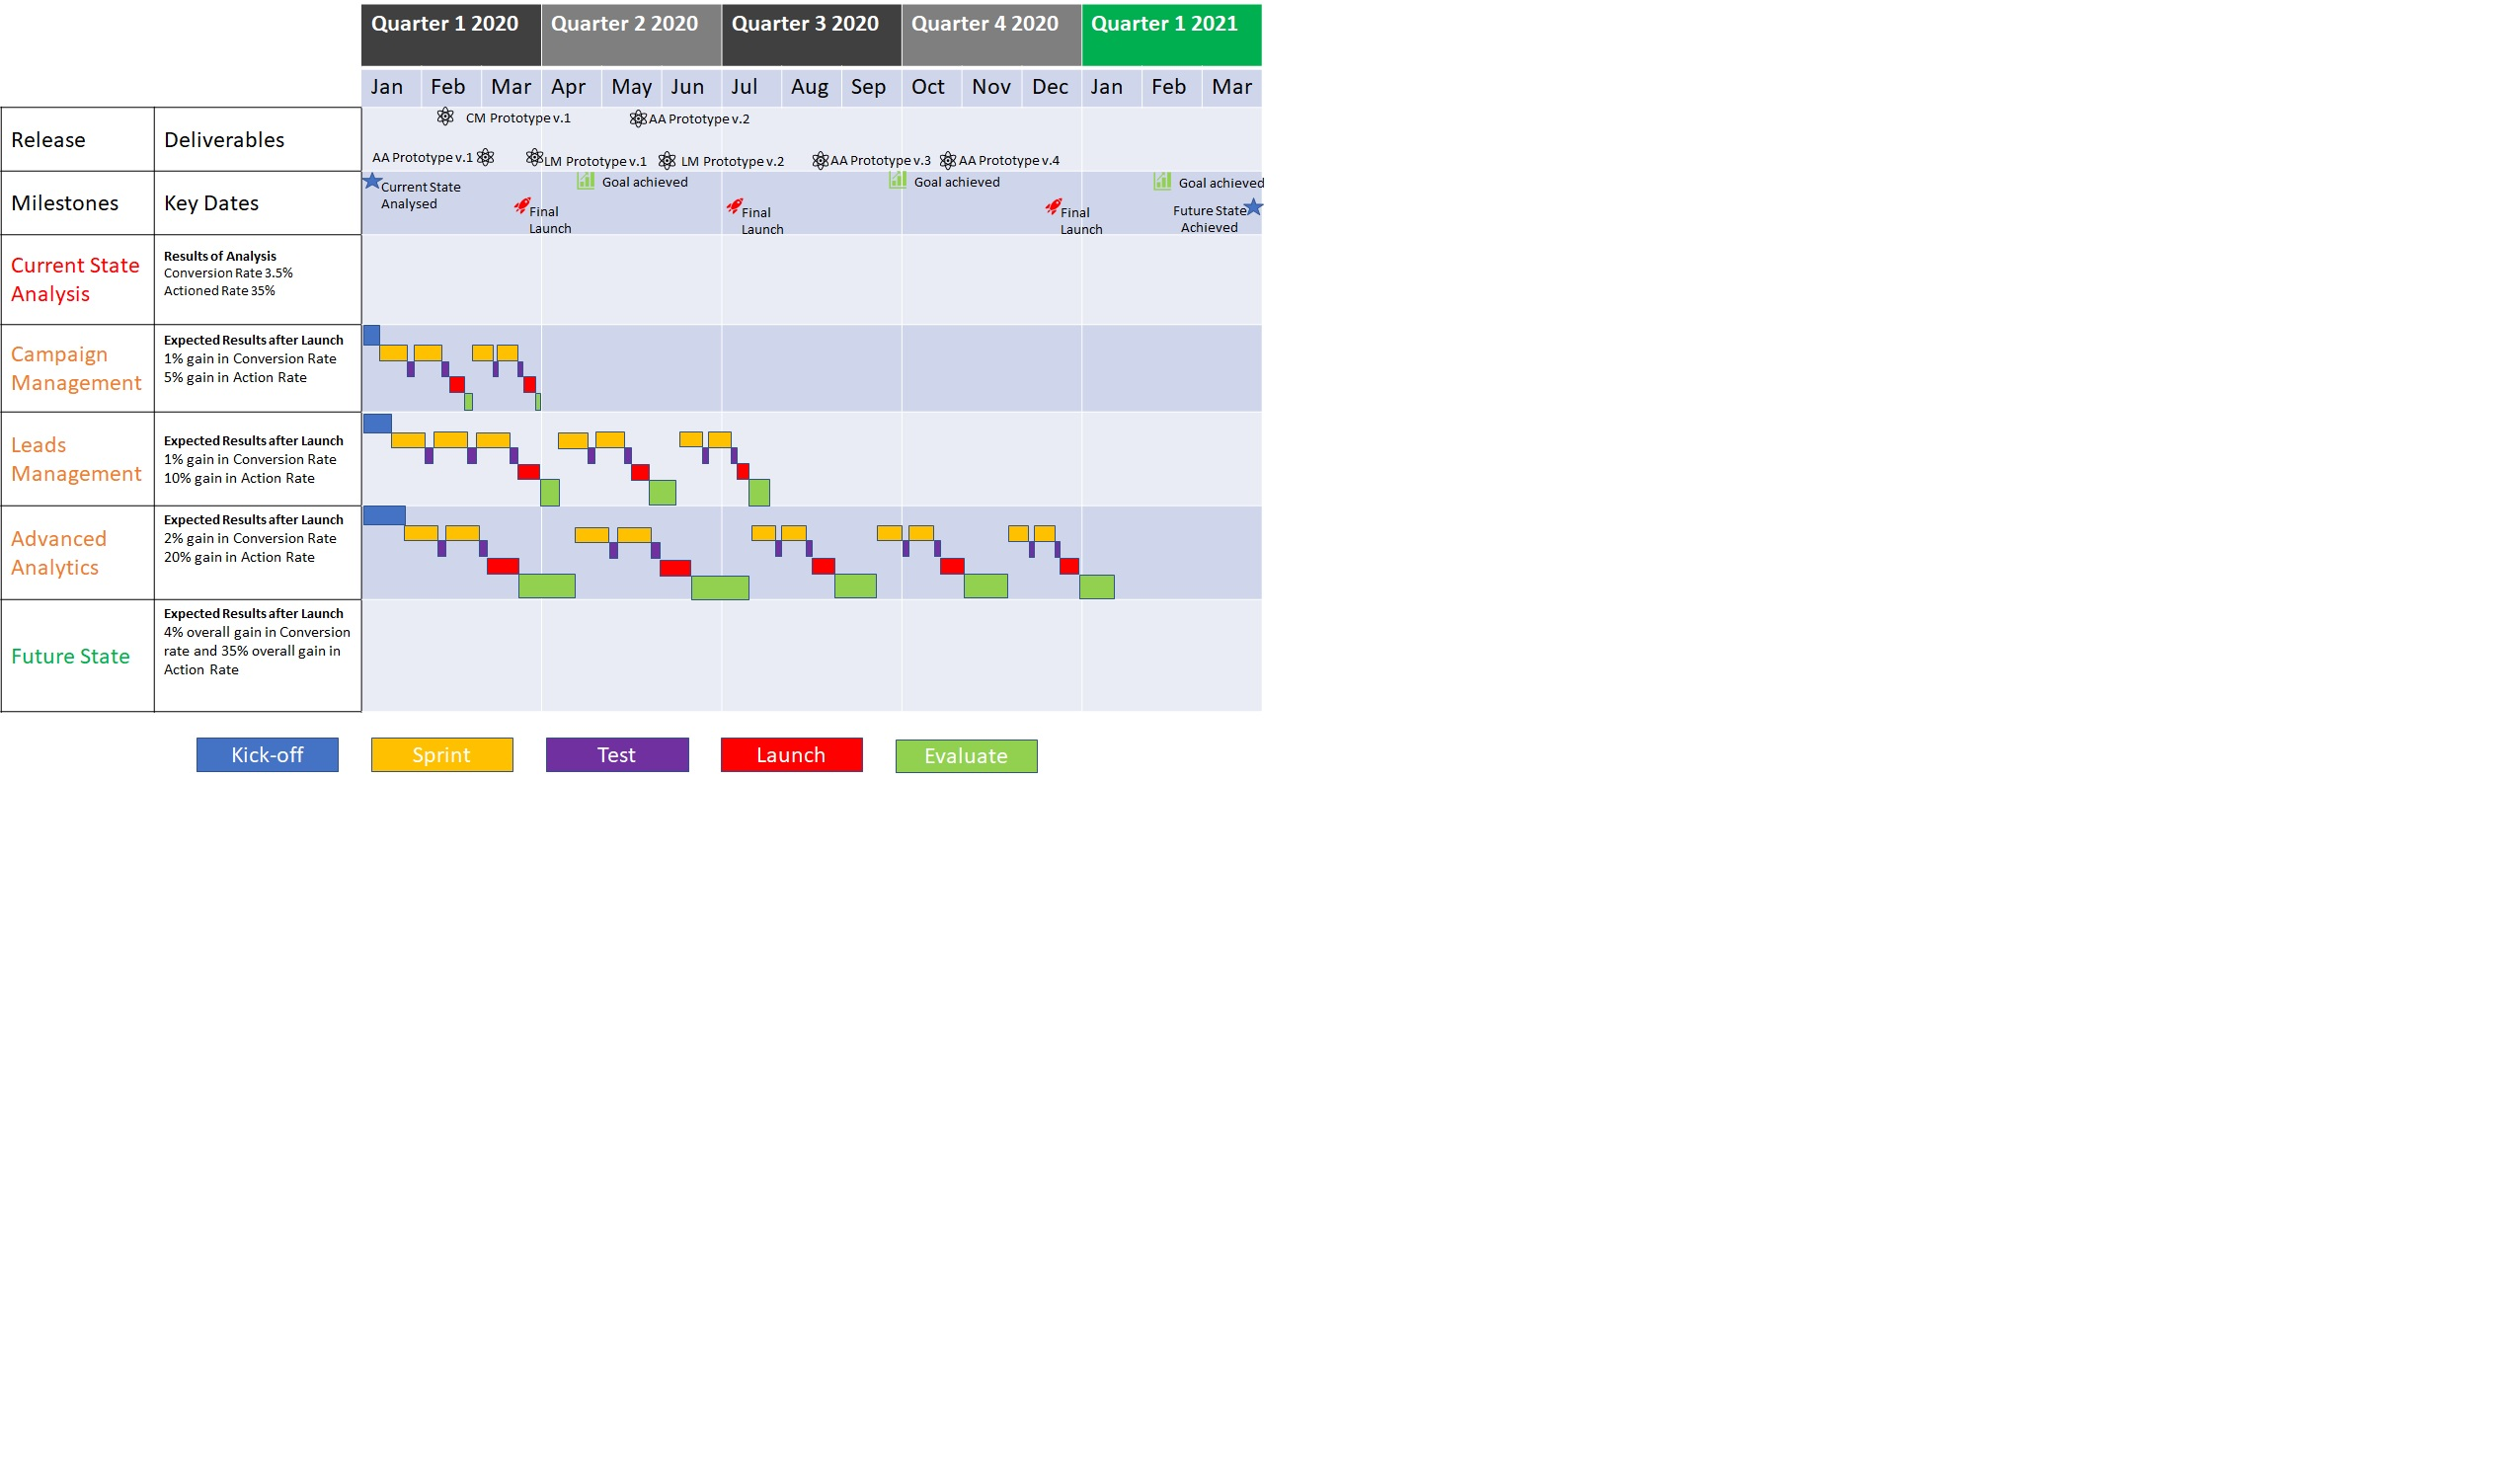 Quarter 1 2020
Quarter 2 2020
Quarter 3 2020
Quarter 4 2020
Quarter 1 2021
Jan
Feb
Mar
Apr
May
Jun
Jul
Aug
Sep
Oct
Nov
Dec
Jan
Feb
Mar
Release
Deliverables
CM Prototype v.1
AA Prototype v.2
AA Prototype v.1
LM Prototype v.1
LM Prototype v.2
AA Prototype v.3
AA Prototype v.4
Milestones
Key Dates
Current State
Analysed
Final
Launch
Goal achieved
Final
Launch
Goal achieved
Final
Launch
Goal achieved
Future State
Achieved
Current State
Analysis
Results of Analysis
Conversion Rate 3.5%
Actioned Rate 35%
Campaign
Management
Expected Results after Launch
1% gain in Conversion Rate
5% gain in Action Rate
Leads
Management
Expected Results after Launch
1% gain in Conversion Rate
10% gain in Action Rate
Advanced
Analytics
Expected Results after Launch
2% gain in Conversion Rate
20% gain in Action Rate
Future State
Expected Results after Launch
4% overall gain in Conversion
rate and 35% overall gain in
Action Rate
Kick-off
Sprint
Test
Launch
Evaluate